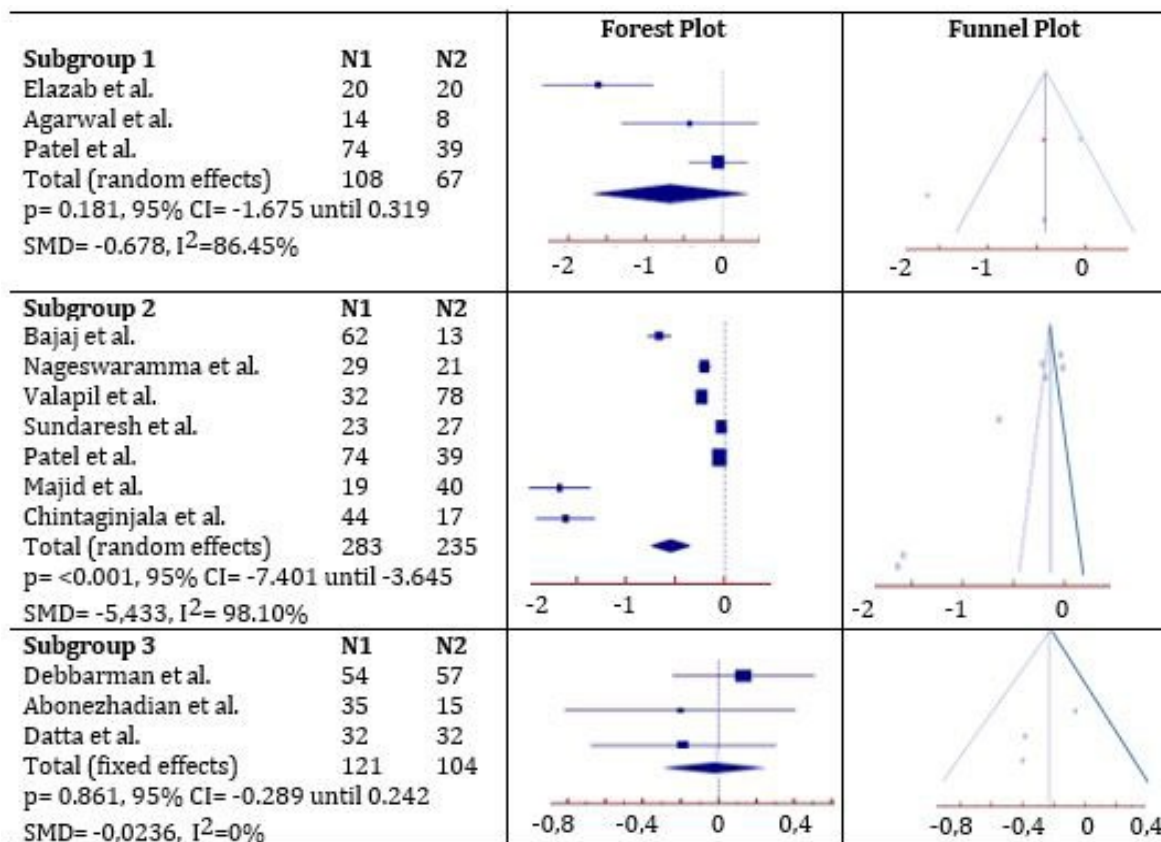 Forest Plot Funnel Plot
Subgroup 1 N1 N2
Elazab et al. 20 20
Agarwal et al. 14 8
Patel et al. 74 39
Total (random effects) 108 67
p= 0.181, 95% CI= -1.675 until 0.319
SMD= -0.678, I²=86.45%
-2 -1 0
-2 -1 0
Subgroup 2 N1 N2
Bajaj et al. 62 13
Nageswaramma et al. 29 21
Valapil et al. 32 78
Sundaresh et al. 23 27
Patel et al. 74 39
Majid et al. 19 40
Chintaginjala et al. 44 17
Total (random effects) 283 235
p= <0.001, 95% CI= -7.401 until -3.645
SMD= -5,433, I²= 98.10%
-2 -1 0
-2 -1 0
Subgroup 3 N1 N2
Debbarman et al. 54 57
Abonezhadian et al. 35 15
Datta et al. 32 32
Total (fixed effects) 121 104
p= 0.861, 95% CI= -0.289 until 0.242
SMD= -0.0236, I²=0%
-0,8 -0,4 0 0,4
-0,8 -0,4 0 0,4